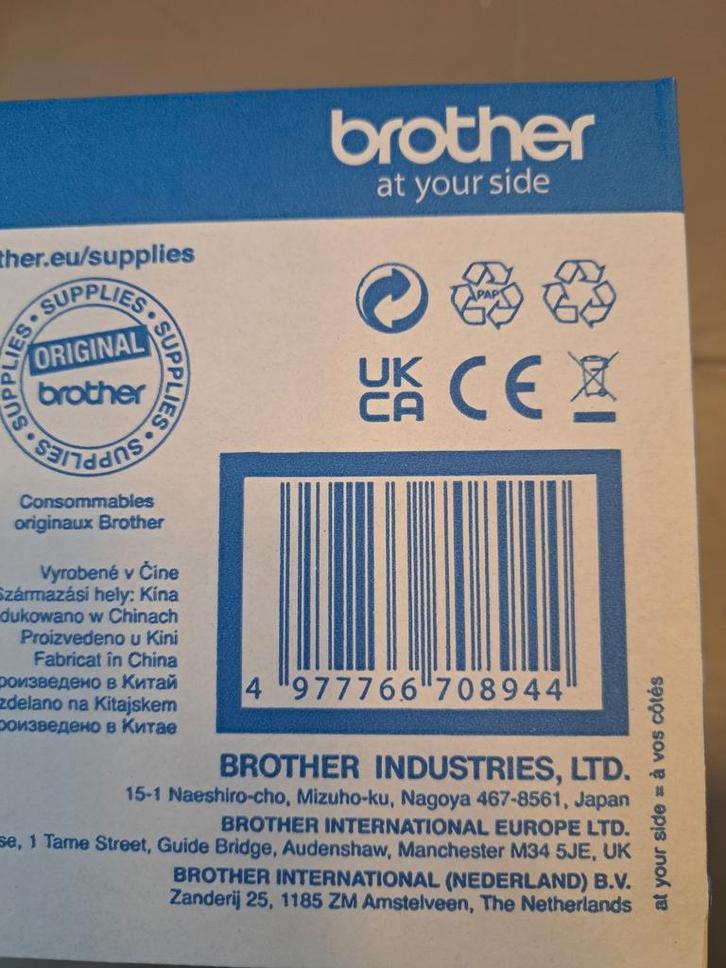 brother
at your side
ther.eu/supplies
SUPPLIES • SUPPLIES • SUPPLIES • SUPPLIES •
ORIGINAL
brother
PAP
UK
CA
CE
Consommables
originaux Brother
Vyrobené v Číne
Származási hely: Kína
dukowano w Chinach
Proizvedeno u Kini
Fabricat în China
роизведено в Китай
zdelano na Kitajskem
роизведено в Китае
4 977766 708944
BROTHER INDUSTRIES, LTD.
15-1 Naeshiro-cho, Mizuho-ku, Nagoya 467-8561, Japan
BROTHER INTERNATIONAL EUROPE LTD.
se, 1 Tame Street, Guide Bridge, Audenshaw, Manchester M34 5JE, UK
BROTHER INTERNATIONAL (NEDERLAND) B.V.
Zanderij 25, 1185 ZM Amstelveen, The Netherlands
at your side = à vos côtés